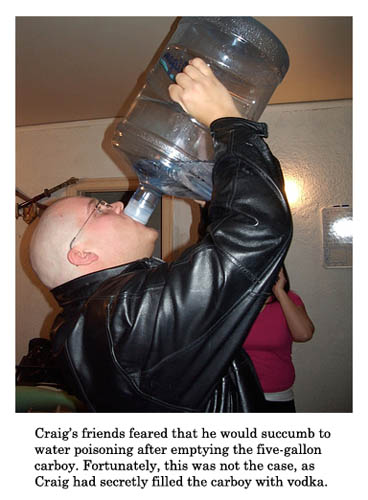 Craig's friends feared that he would succumb to
water poisoning after emptying the five-gallon
carboy. Fortunately, this was not the case, as
Craig had secretly filled the carboy with vodka.